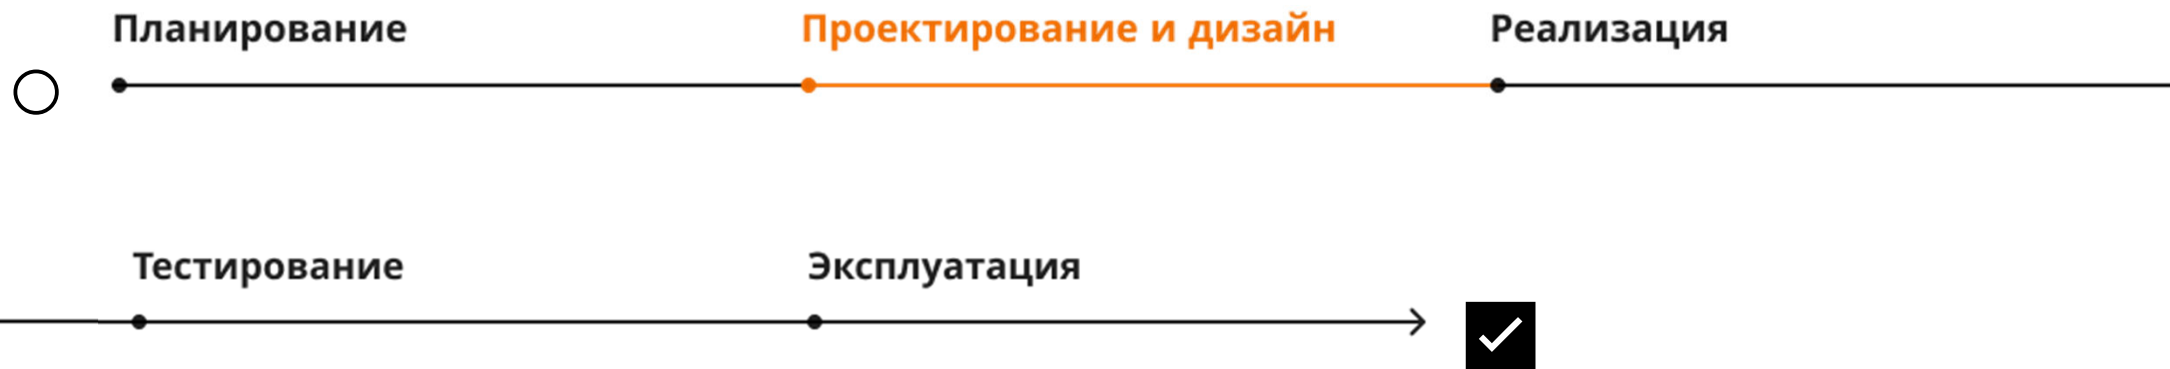 Планирование Проектирование и дизайн Реализация
Тестирование Эксплуатация